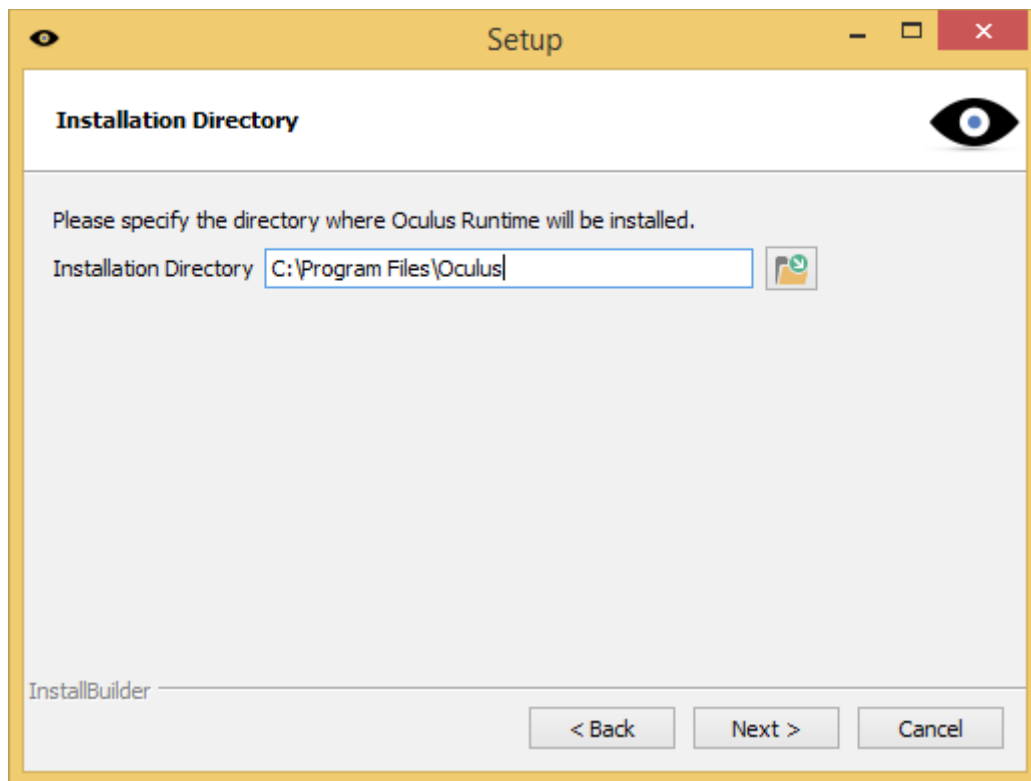 Setup
Installation Directory
Please specify the directory where Oculus Runtime will be installed.
Installation Directory C:\Program Files\Oculus
InstallBuilder
< Back Next > Cancel